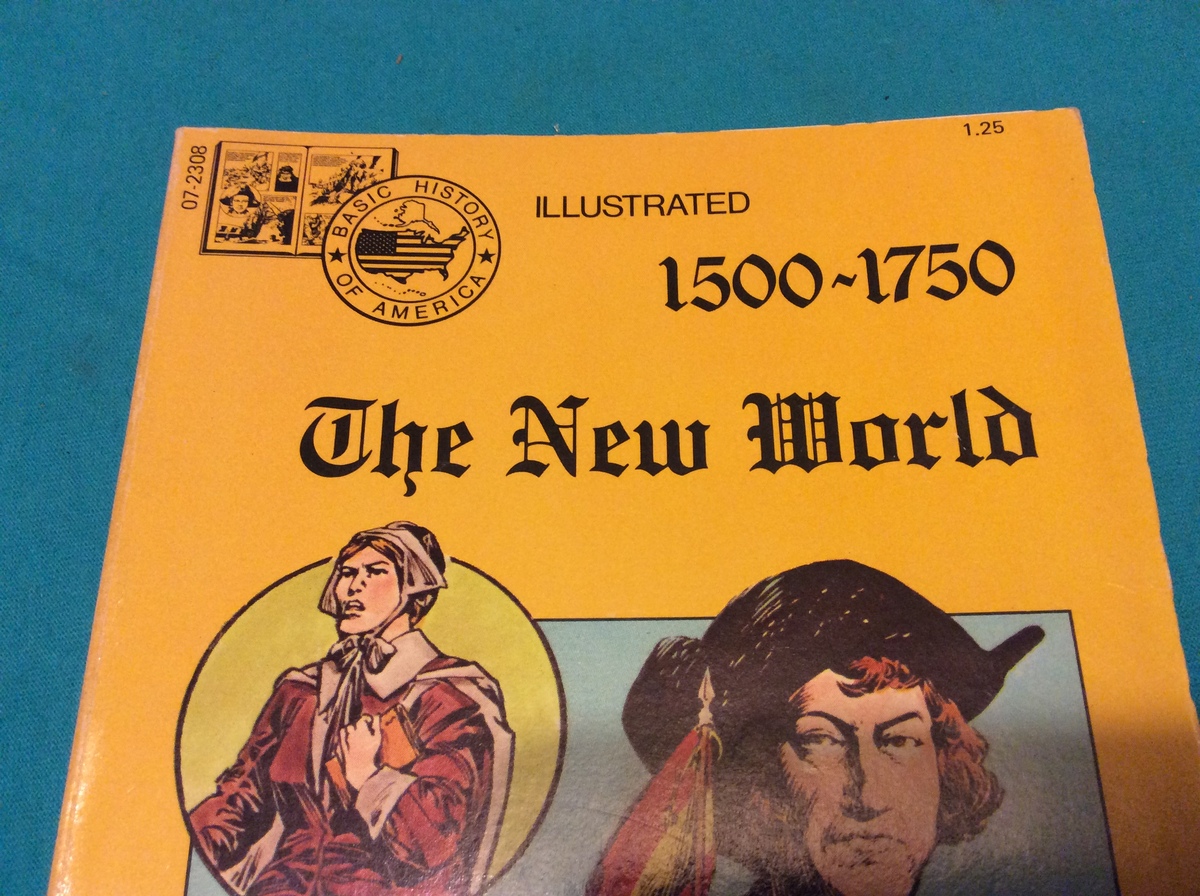 1.25
07-2308
BASIC HISTORY
OF AMERICA
ILLUSTRATED
1500~1750
The New World